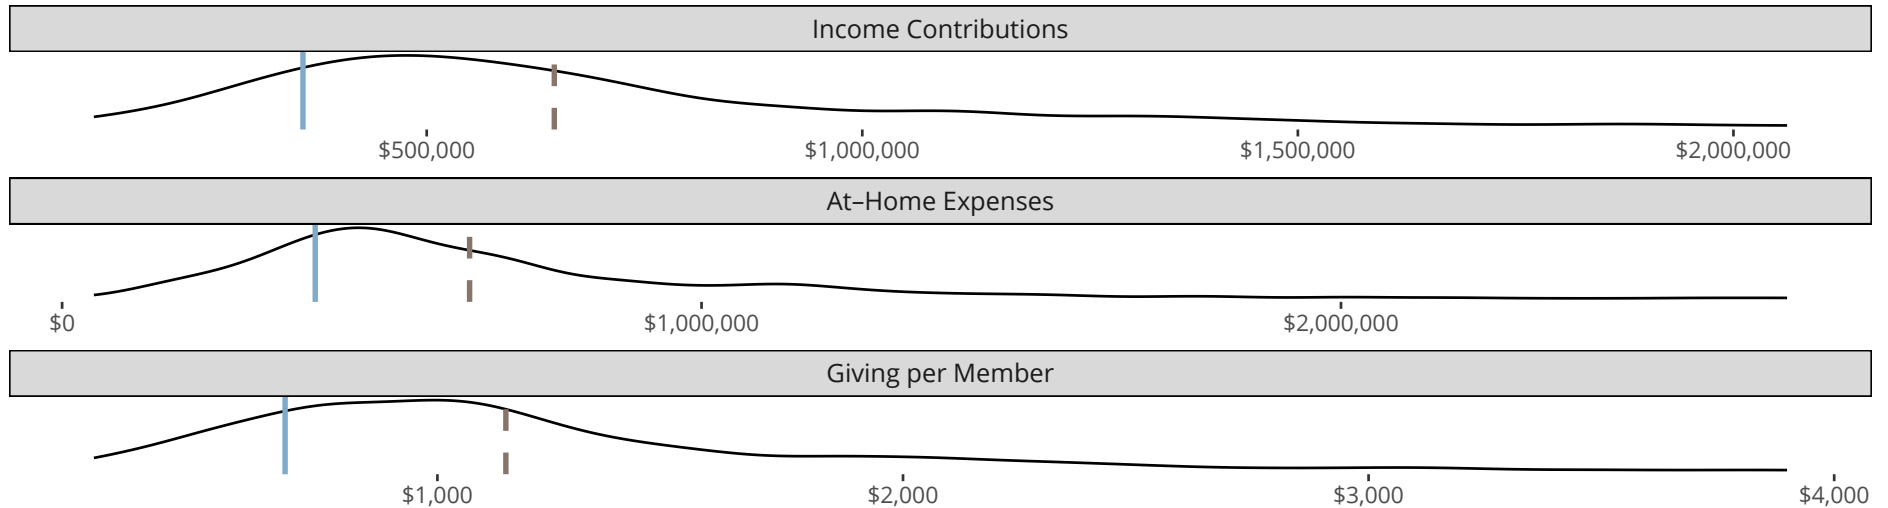 Income Contributions
$500,000 $1,000,000 $1,500,000 $2,000,000
At–Home Expenses
$0 $1,000,000 $2,000,000
Giving per Member
$1,000 $2,000 $3,000 $4,000